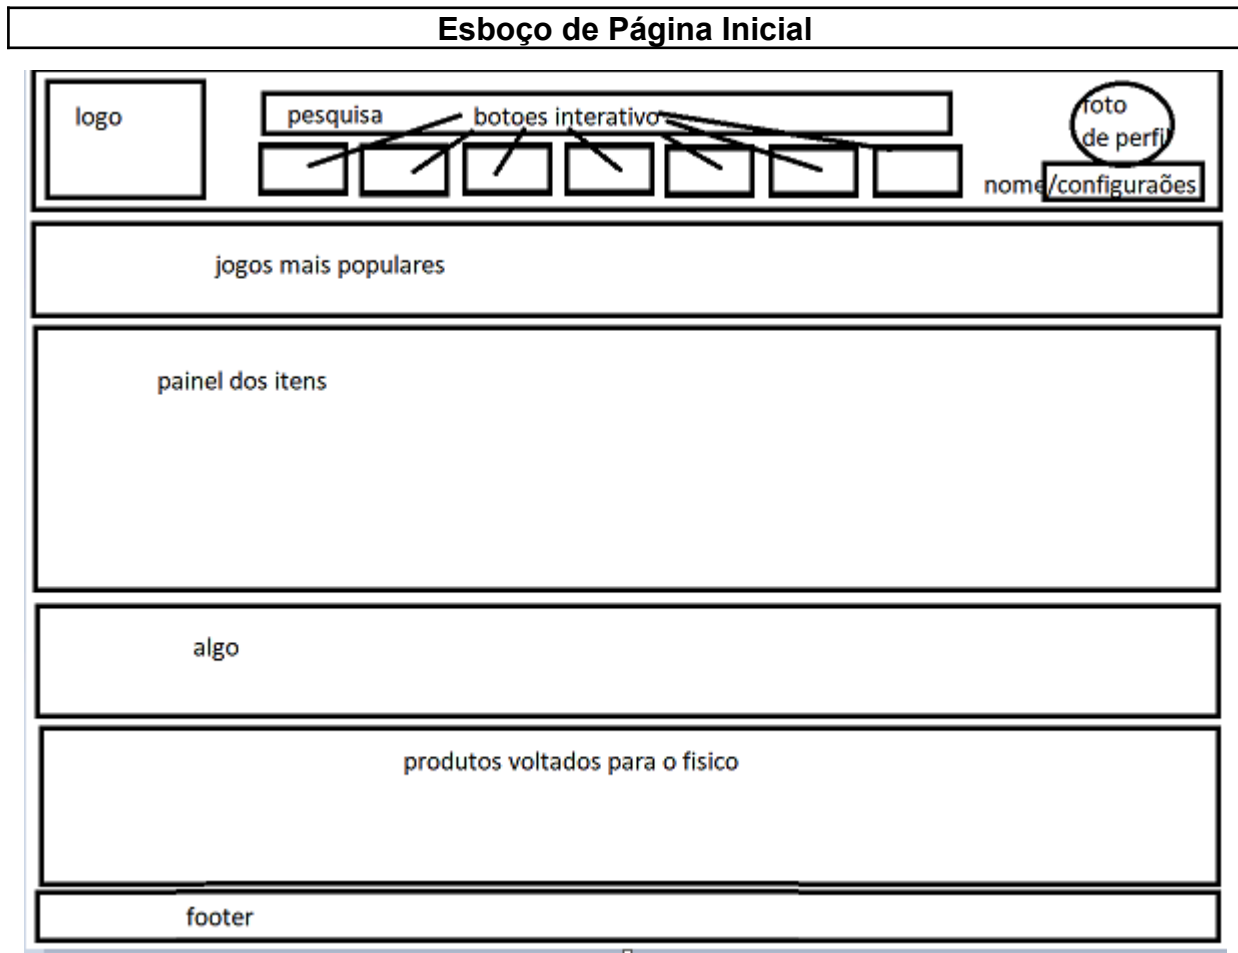 Esboço de Página Inicial
logo
pesquisa
botoes interativo
foto
de perfil
nome/configurações
jogos mais populares
painel dos itens
algo
produtos voltados para o fisico
footer